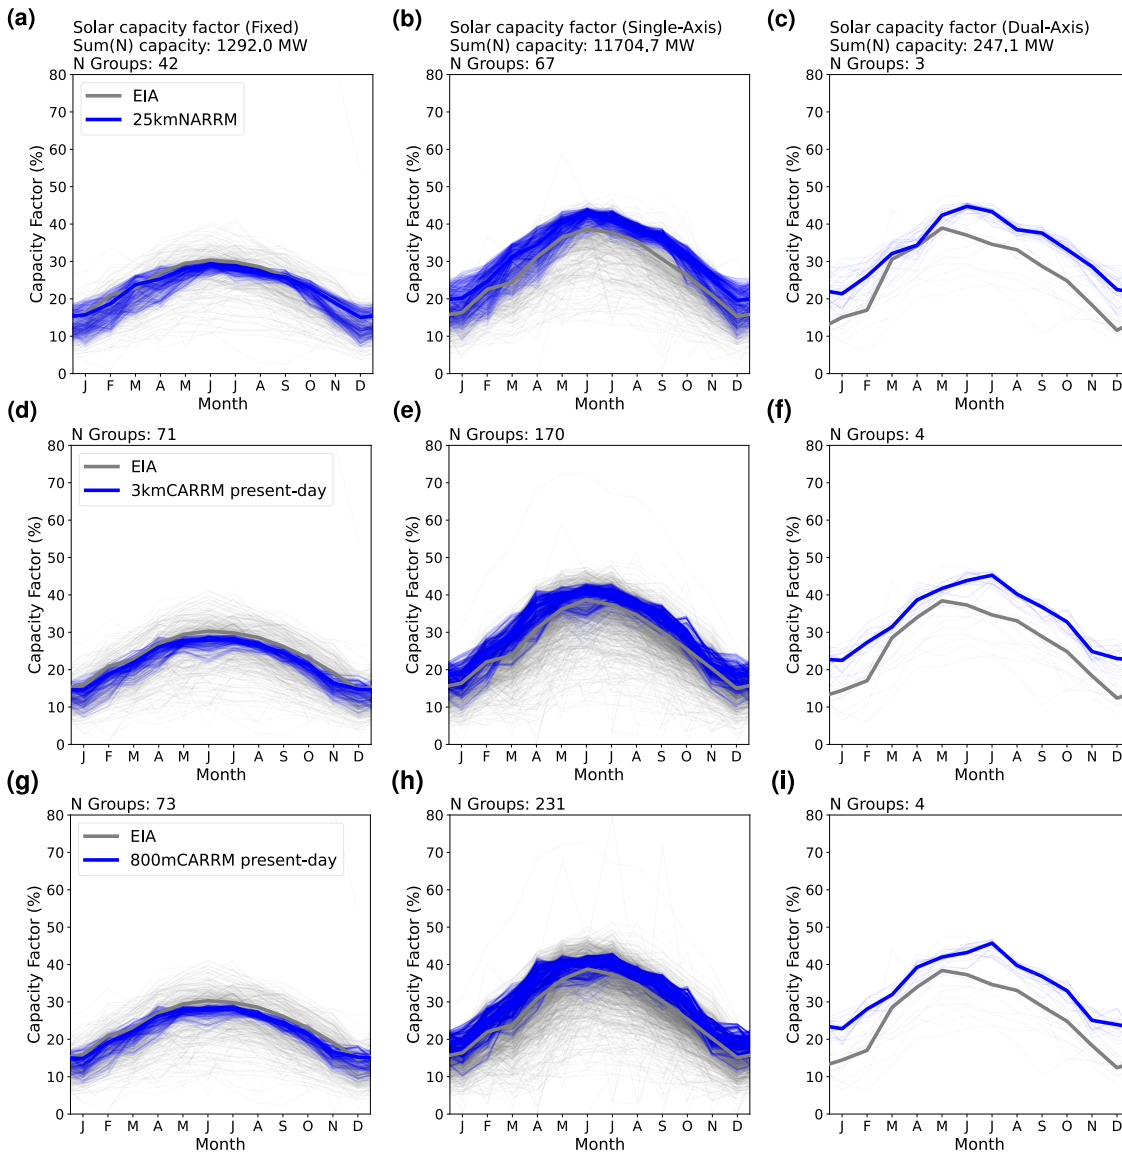 (a)
Solar capacity factor (Fixed)
Sum(N) capacity: 1292.0 MW
N Groups: 42
80
70
60
50
40
30
20
10
0
Capacity Factor (%)
EIA
25kmNARRM
J F M A M J J A S O N D
Month
(b)
Solar capacity factor (Single-Axis)
Sum(N) capacity: 11704.7 MW
N Groups: 67
80
70
60
50
40
30
20
10
0
Capacity Factor (%)
J F M A M J J A S O N D
Month
(c)
Solar capacity factor (Dual-Axis)
Sum(N) capacity: 247.1 MW
N Groups: 3
80
70
60
50
40
30
20
10
0
Capacity Factor (%)
J F M A M J J A S O N D
Month
(d)
N Groups: 71
80
70
60
50
40
30
20
10
0
Capacity Factor (%)
EIA
3kmCARRM present-day
J F M A M J J A S O N D
Month
(e)
N Groups: 170
80
70
60
50
40
30
20
10
0
Capacity Factor (%)
J F M A M J J A S O N D
Month
(f)
N Groups: 4
80
70
60
50
40
30
20
10
0
Capacity Factor (%)
J F M A M J J A S O N D
Month
(g)
N Groups: 73
80
70
60
50
40
30
20
10
0
Capacity Factor (%)
EIA
800mCARRM present-day
J F M A M J J A S O N D
Month
(h)
N Groups: 231
80
70
60
50
40
30
20
10
0
Capacity Factor (%)
J F M A M J J A S O N D
Month
(i)
N Groups: 4
80
70
60
50
40
30
20
10
0
Capacity Factor (%)
J F M A M J J A S O N D
Month